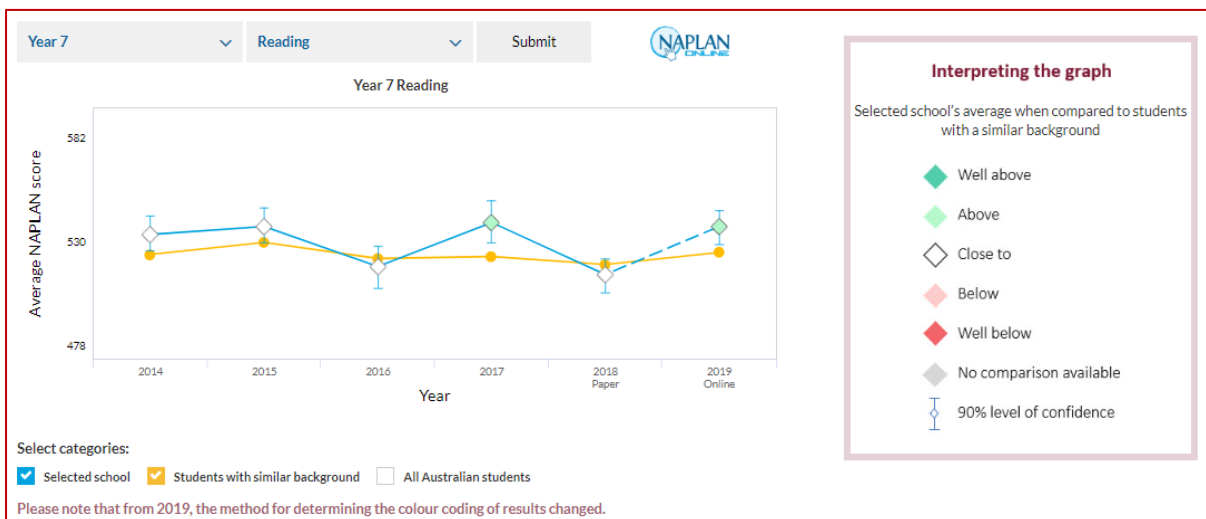 Year 7
Reading
Submit
NAPLAN
ONLINE
Year 7 Reading
Average NAPLAN score
582
530
478
2014
2015
2016
2017
2018
Paper
2019
Online
Year
Select categories:
Selected school
Students with similar background
All Australian students
Please note that from 2019, the method for determining the colour coding of results changed.
Interpreting the graph
Selected school's average when compared to students
with a similar background
Well above
Above
Close to
Below
Well below
No comparison available
90% level of confidence